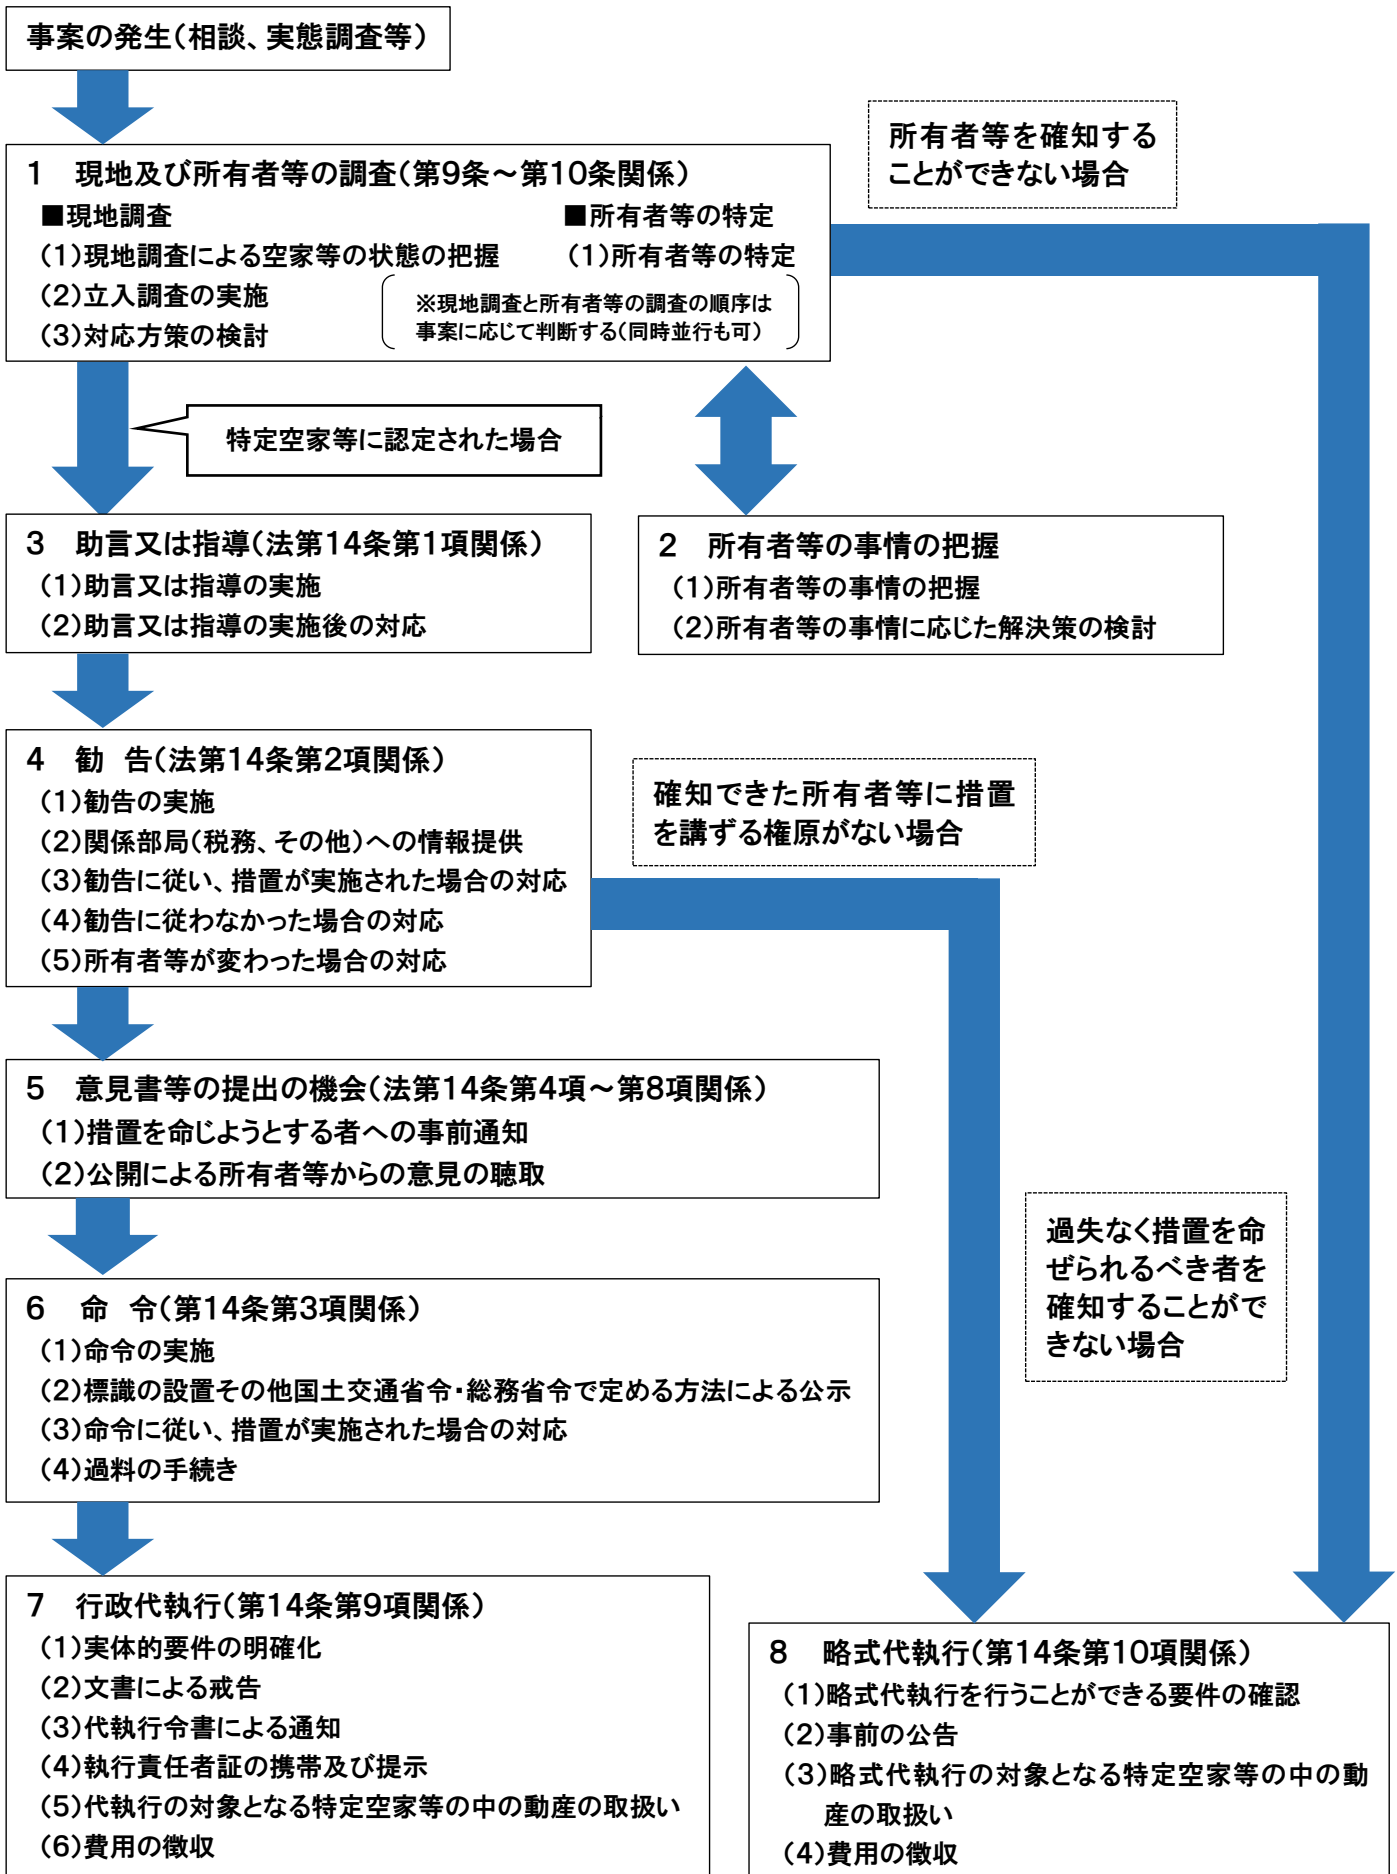 事案の発生(相談、実態調査等)
所有者等を確知する
ことができない場合
1 現地及び所有者等の調査(第9条～第10条関係)
■現地調査
(1)現地調査による空家等の状態の把握
(2)立入調査の実施
(3)対応方策の検討
■所有者等の特定
(1)所有者等の特定
※現地調査と所有者等の調査の順序は
事案に応じて判断する(同時並行も可)
特定空家等に認定された場合
3 助言又は指導(法第14条第1項関係)
(1)助言又は指導の実施
(2)助言又は指導の実施後の対応
2 所有者等の事情の把握
(1)所有者等の事情の把握
(2)所有者等の事情に応じた解決策の検討
4 勧 告(法第14条第2項関係)
(1)勧告の実施
(2)関係部局(税務、その他)への情報提供
(3)勧告に従い、措置が実施された場合の対応
(4)勧告に従わなかった場合の対応
(5)所有者等が変わった場合の対応
確知できた所有者等に措置
を講ずる権原がない場合
5 意見書等の提出の機会(法第14条第4項～第8項関係)
(1)措置を命じようとする者への事前通知
(2)公開による所有者等からの意見の聴取
過失なく措置を命
ぜられるべき者を
確知することがで
きない場合
6 命 令(第14条第3項関係)
(1)命令の実施
(2)標識の設置その他国土交通省令・総務省令で定める方法による公示
(3)命令に従い、措置が実施された場合の対応
(4)過料の手続き
7 行政代執行(第14条第9項関係)
(1)実体的要件の明確化
(2)文書による戒告
(3)代執行令書による通知
(4)執行責任者証の携帯及び提示
(5)代執行の対象となる特定空家等の中の動産の取扱い
(6)費用の徴収
8 略式代執行(第14条第10項関係)
(1)略式代執行を行うことができる要件の確認
(2)事前の公告
(3)略式代執行の対象となる特定空家等の中の動
産の取扱い
(4)費用の徴収